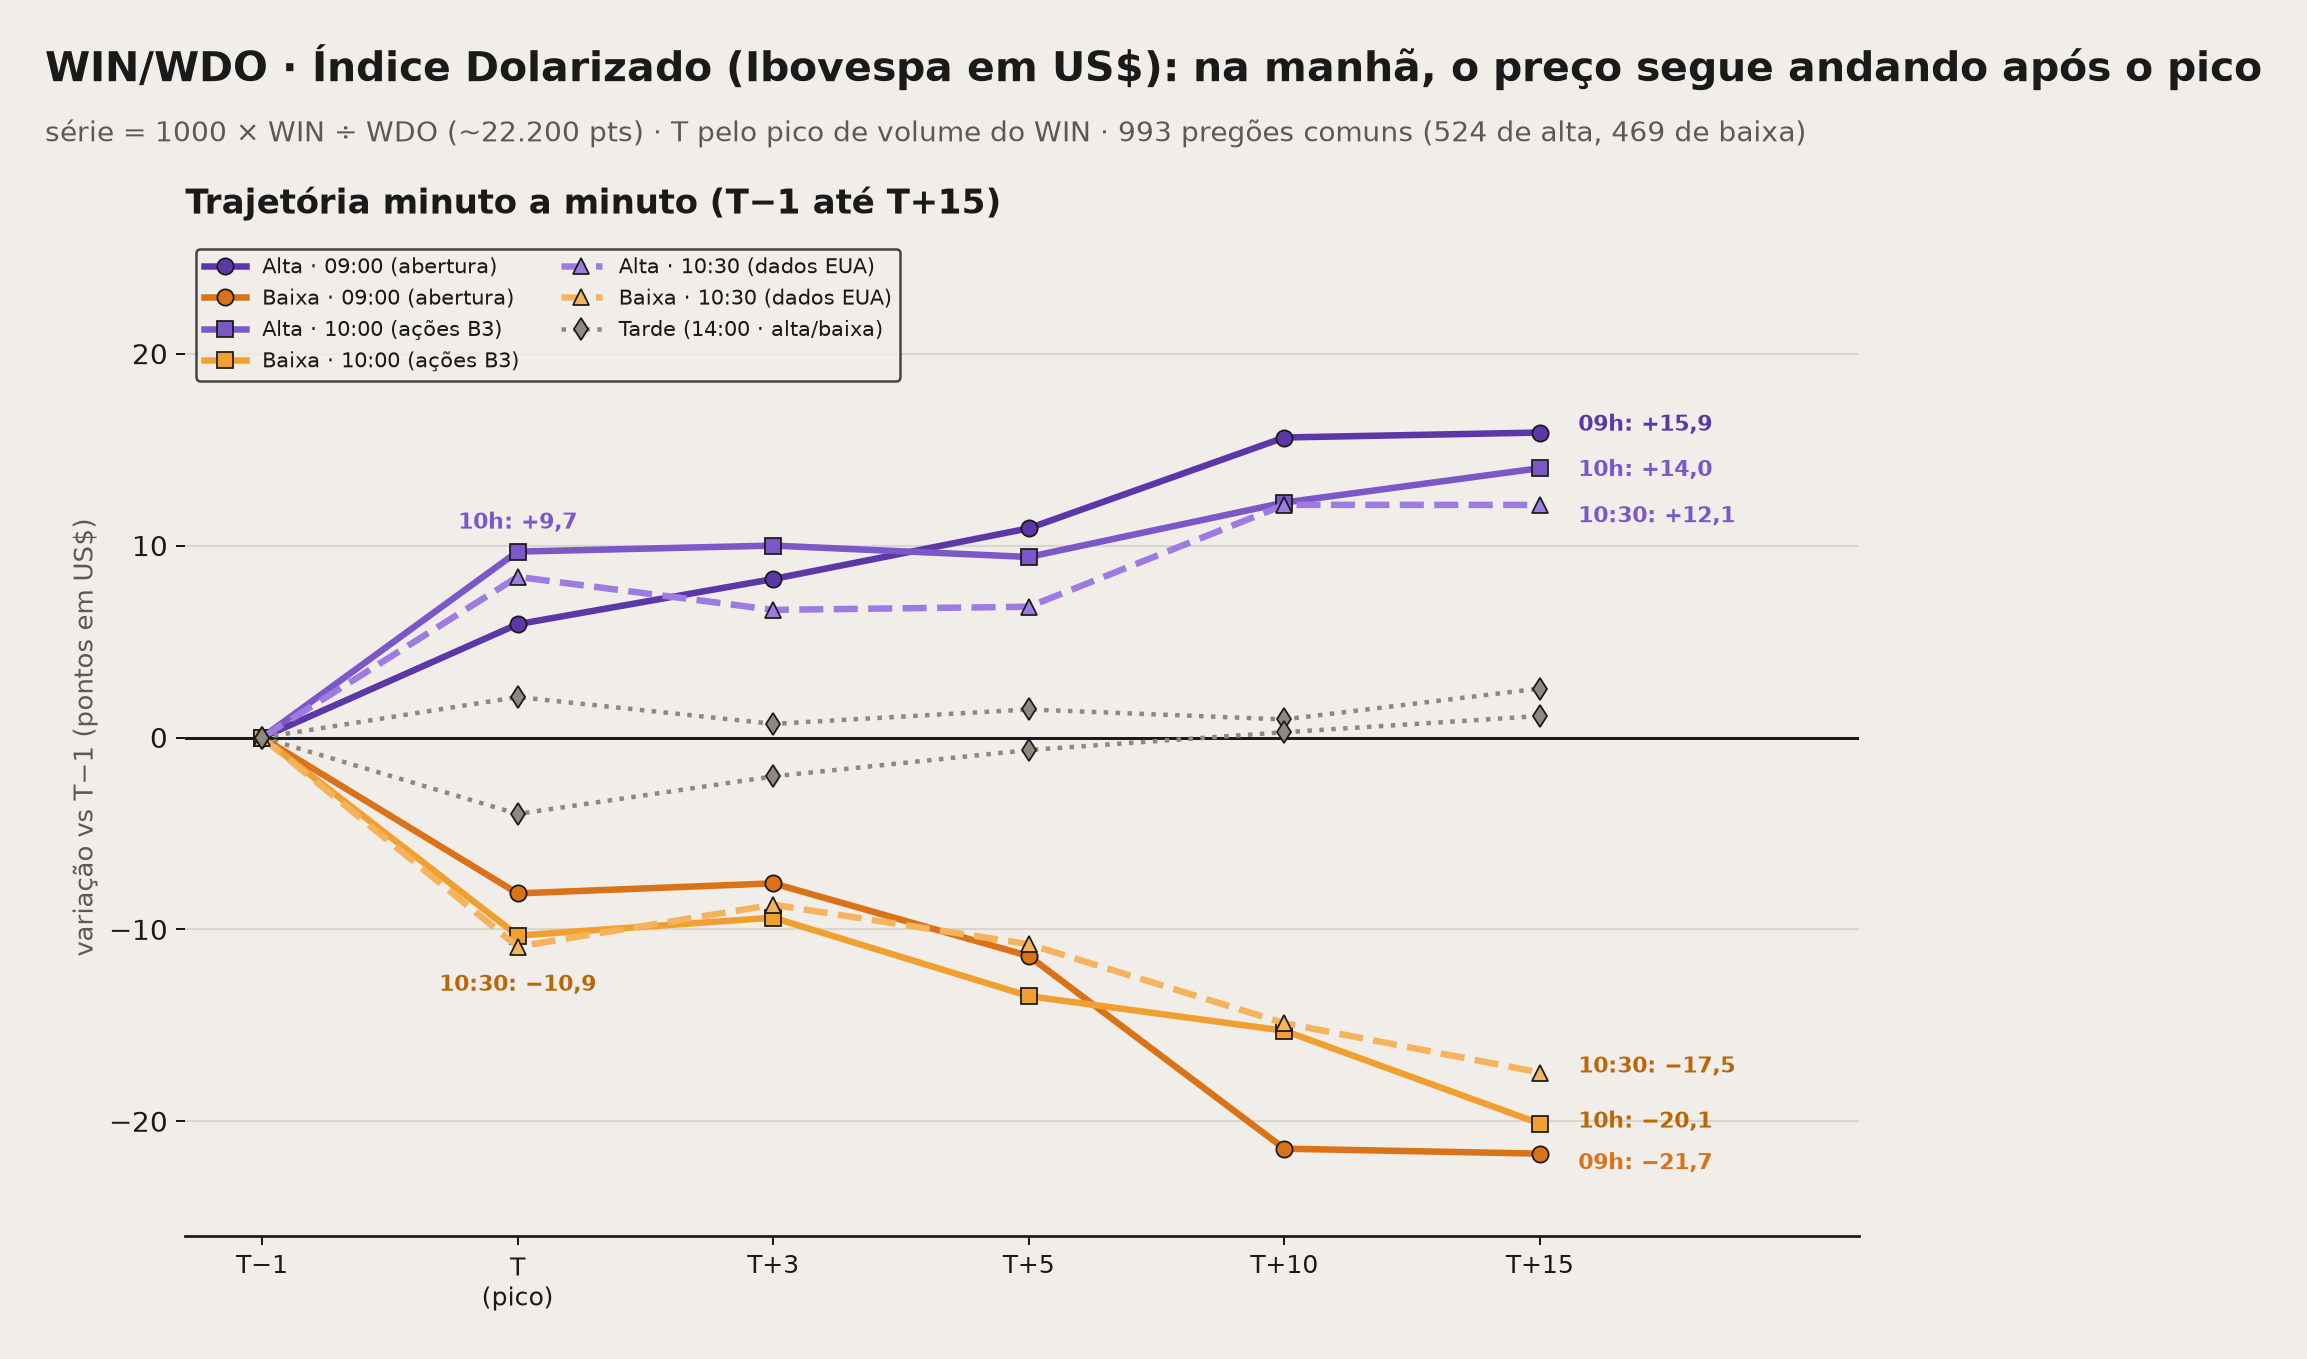 WIN/WDO · Índice Dolarizado (Ibovespa em US$): na manhã, o preço segue andando após o pico
série = 1000 × WIN ÷ WDO (~22.200 pts) · T pelo pico de volume do WIN · 993 pregões comuns (524 de alta, 469 de baixa)
Trajetória minuto a minuto (T−1 até T+15)
Alta · 09:00 (abertura)
Baixa · 09:00 (abertura)
Alta · 10:00 (ações B3)
Baixa · 10:00 (ações B3)
Alta · 10:30 (dados EUA)
Baixa · 10:30 (dados EUA)
Tarde (14:00 · alta/baixa)
variação vs T−1 (pontos em US$)
20
10
0
−10
−20
10h: +9,7
10:30: −10,9
09h: +15,9
10h: +14,0
10:30: +12,1
10:30: −17,5
10h: −20,1
09h: −21,7
T−1
T
(pico)
T+3
T+5
T+10
T+15